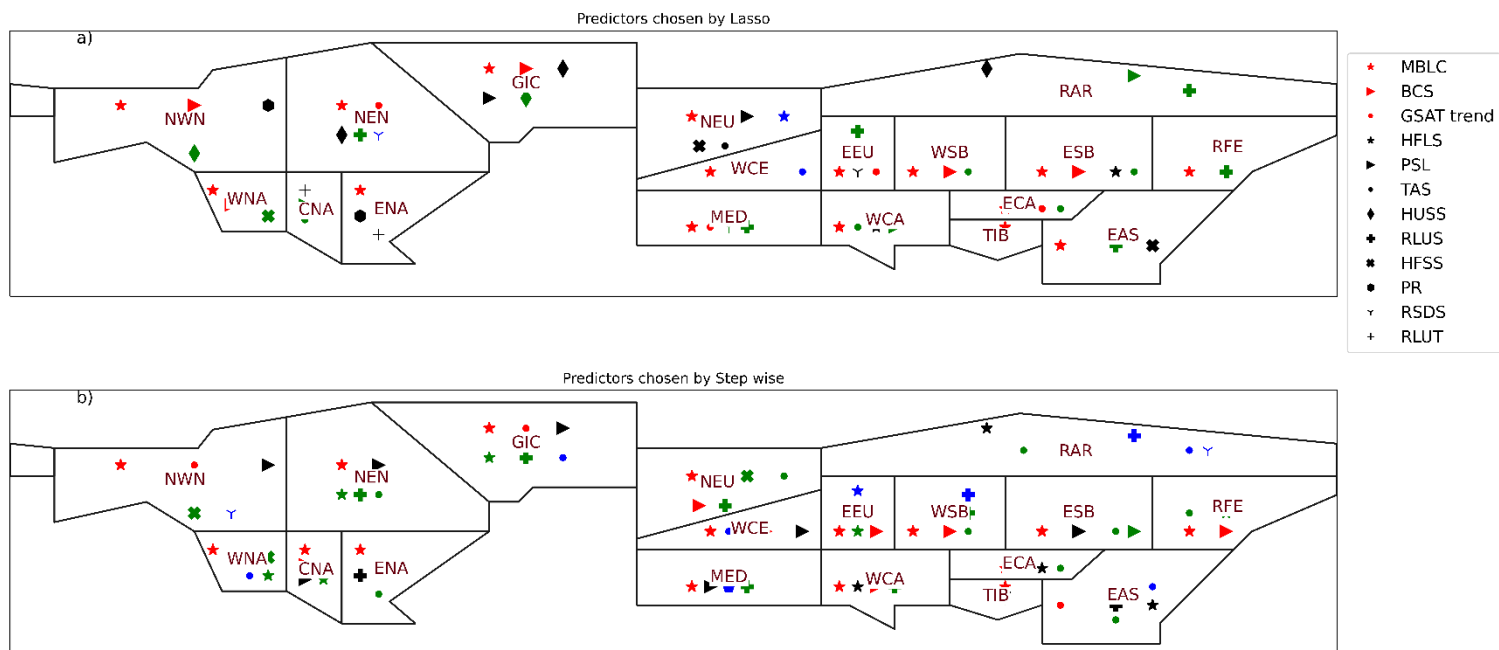 Predictors chosen by Lasso
a)
GIC
RAR
NWN
NEN
NEU
WCE
EEU
WSB
ESB
RFE
WNA
CNA
ENA
MED
WCA
ECA
TIB
EAS
MBLC
BCS
GSAT trend
HFLS
PSL
TAS
HUSS
RLUS
HFSS
PR
RSDS
RLUT
Predictors chosen by Step wise
b)
GIC
RAR
NWN
NEN
NEU
WCE
EEU
WSB
ESB
RFE
WNA
CNA
ENA
MED
WCA
ECA
TIB
EAS